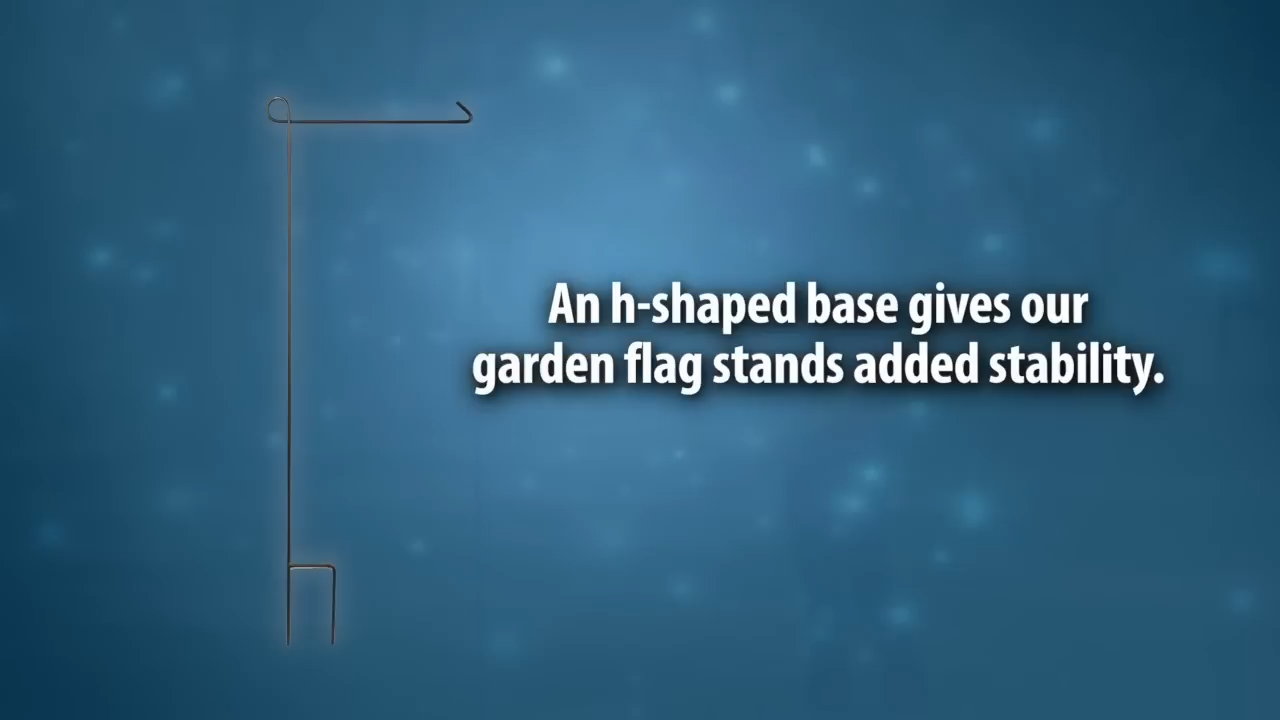 An h-shaped base gives our
garden flag stands added stability.